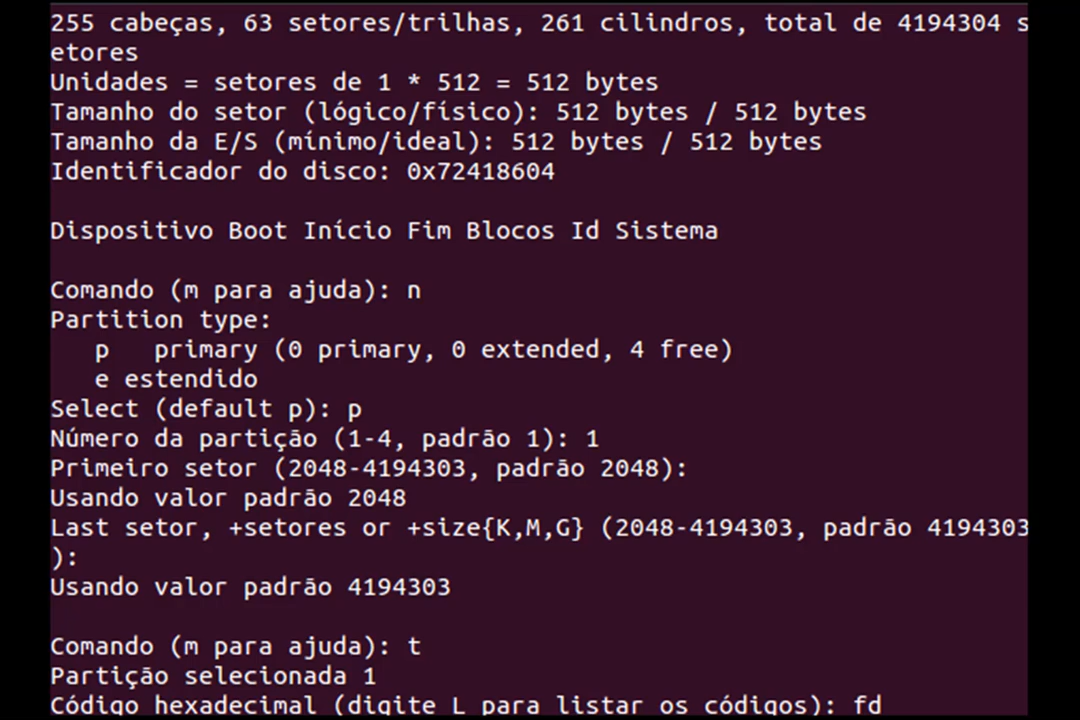 255 cabeças, 63 setores/trilhas, 261 cilindros, total de 4194304 s
etores
Unidades = setores de 1 * 512 = 512 bytes
Tamanho do setor (lógico/físico): 512 bytes / 512 bytes
Tamanho da E/S (mínimo/ideal): 512 bytes / 512 bytes
Identificador do disco: 0x72418604
Dispositivo Boot Início Fim Blocos Id Sistema
Comando (m para ajuda): n
Partition type:
p   primary (0 primary, 0 extended, 4 free)
e estendido
Select (default p): p
Número da partição (1-4, padrão 1): 1
Primeiro setor (2048-4194303, padrão 2048):
Usando valor padrão 2048
Last setor, +setores or +size{K,M,G} (2048-4194303, padrão 4194303
):
Usando valor padrão 4194303
Comando (m para ajuda): t
Partição selecionada 1
Código hexadecimal (digite L para listar os códigos): fd